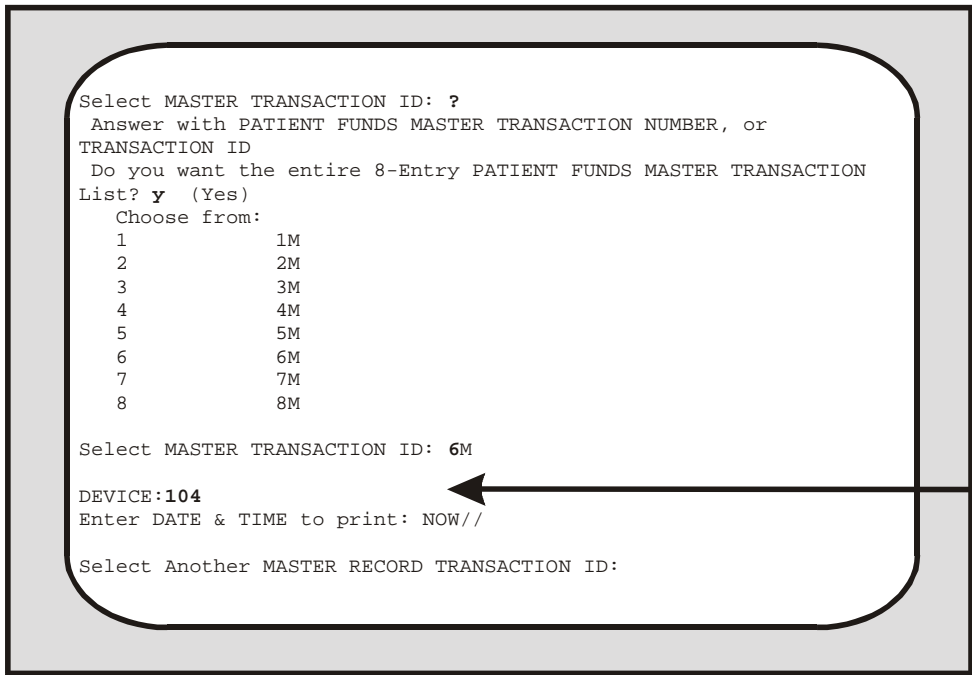 Select MASTER TRANSACTION ID: ?
Answer with PATIENT FUNDS MASTER TRANSACTION NUMBER, or
TRANSACTION ID
Do you want the entire 8-Entry PATIENT FUNDS MASTER TRANSACTION
List? y (Yes)
Choose from:
1 1M
2 2M
3 3M
4 4M
5 5M
6 6M
7 7M
8 8M
Select MASTER TRANSACTION ID: 6M
DEVICE:104
Enter DATE & TIME to print: NOW//
Select Another MASTER RECORD TRANSACTION ID: